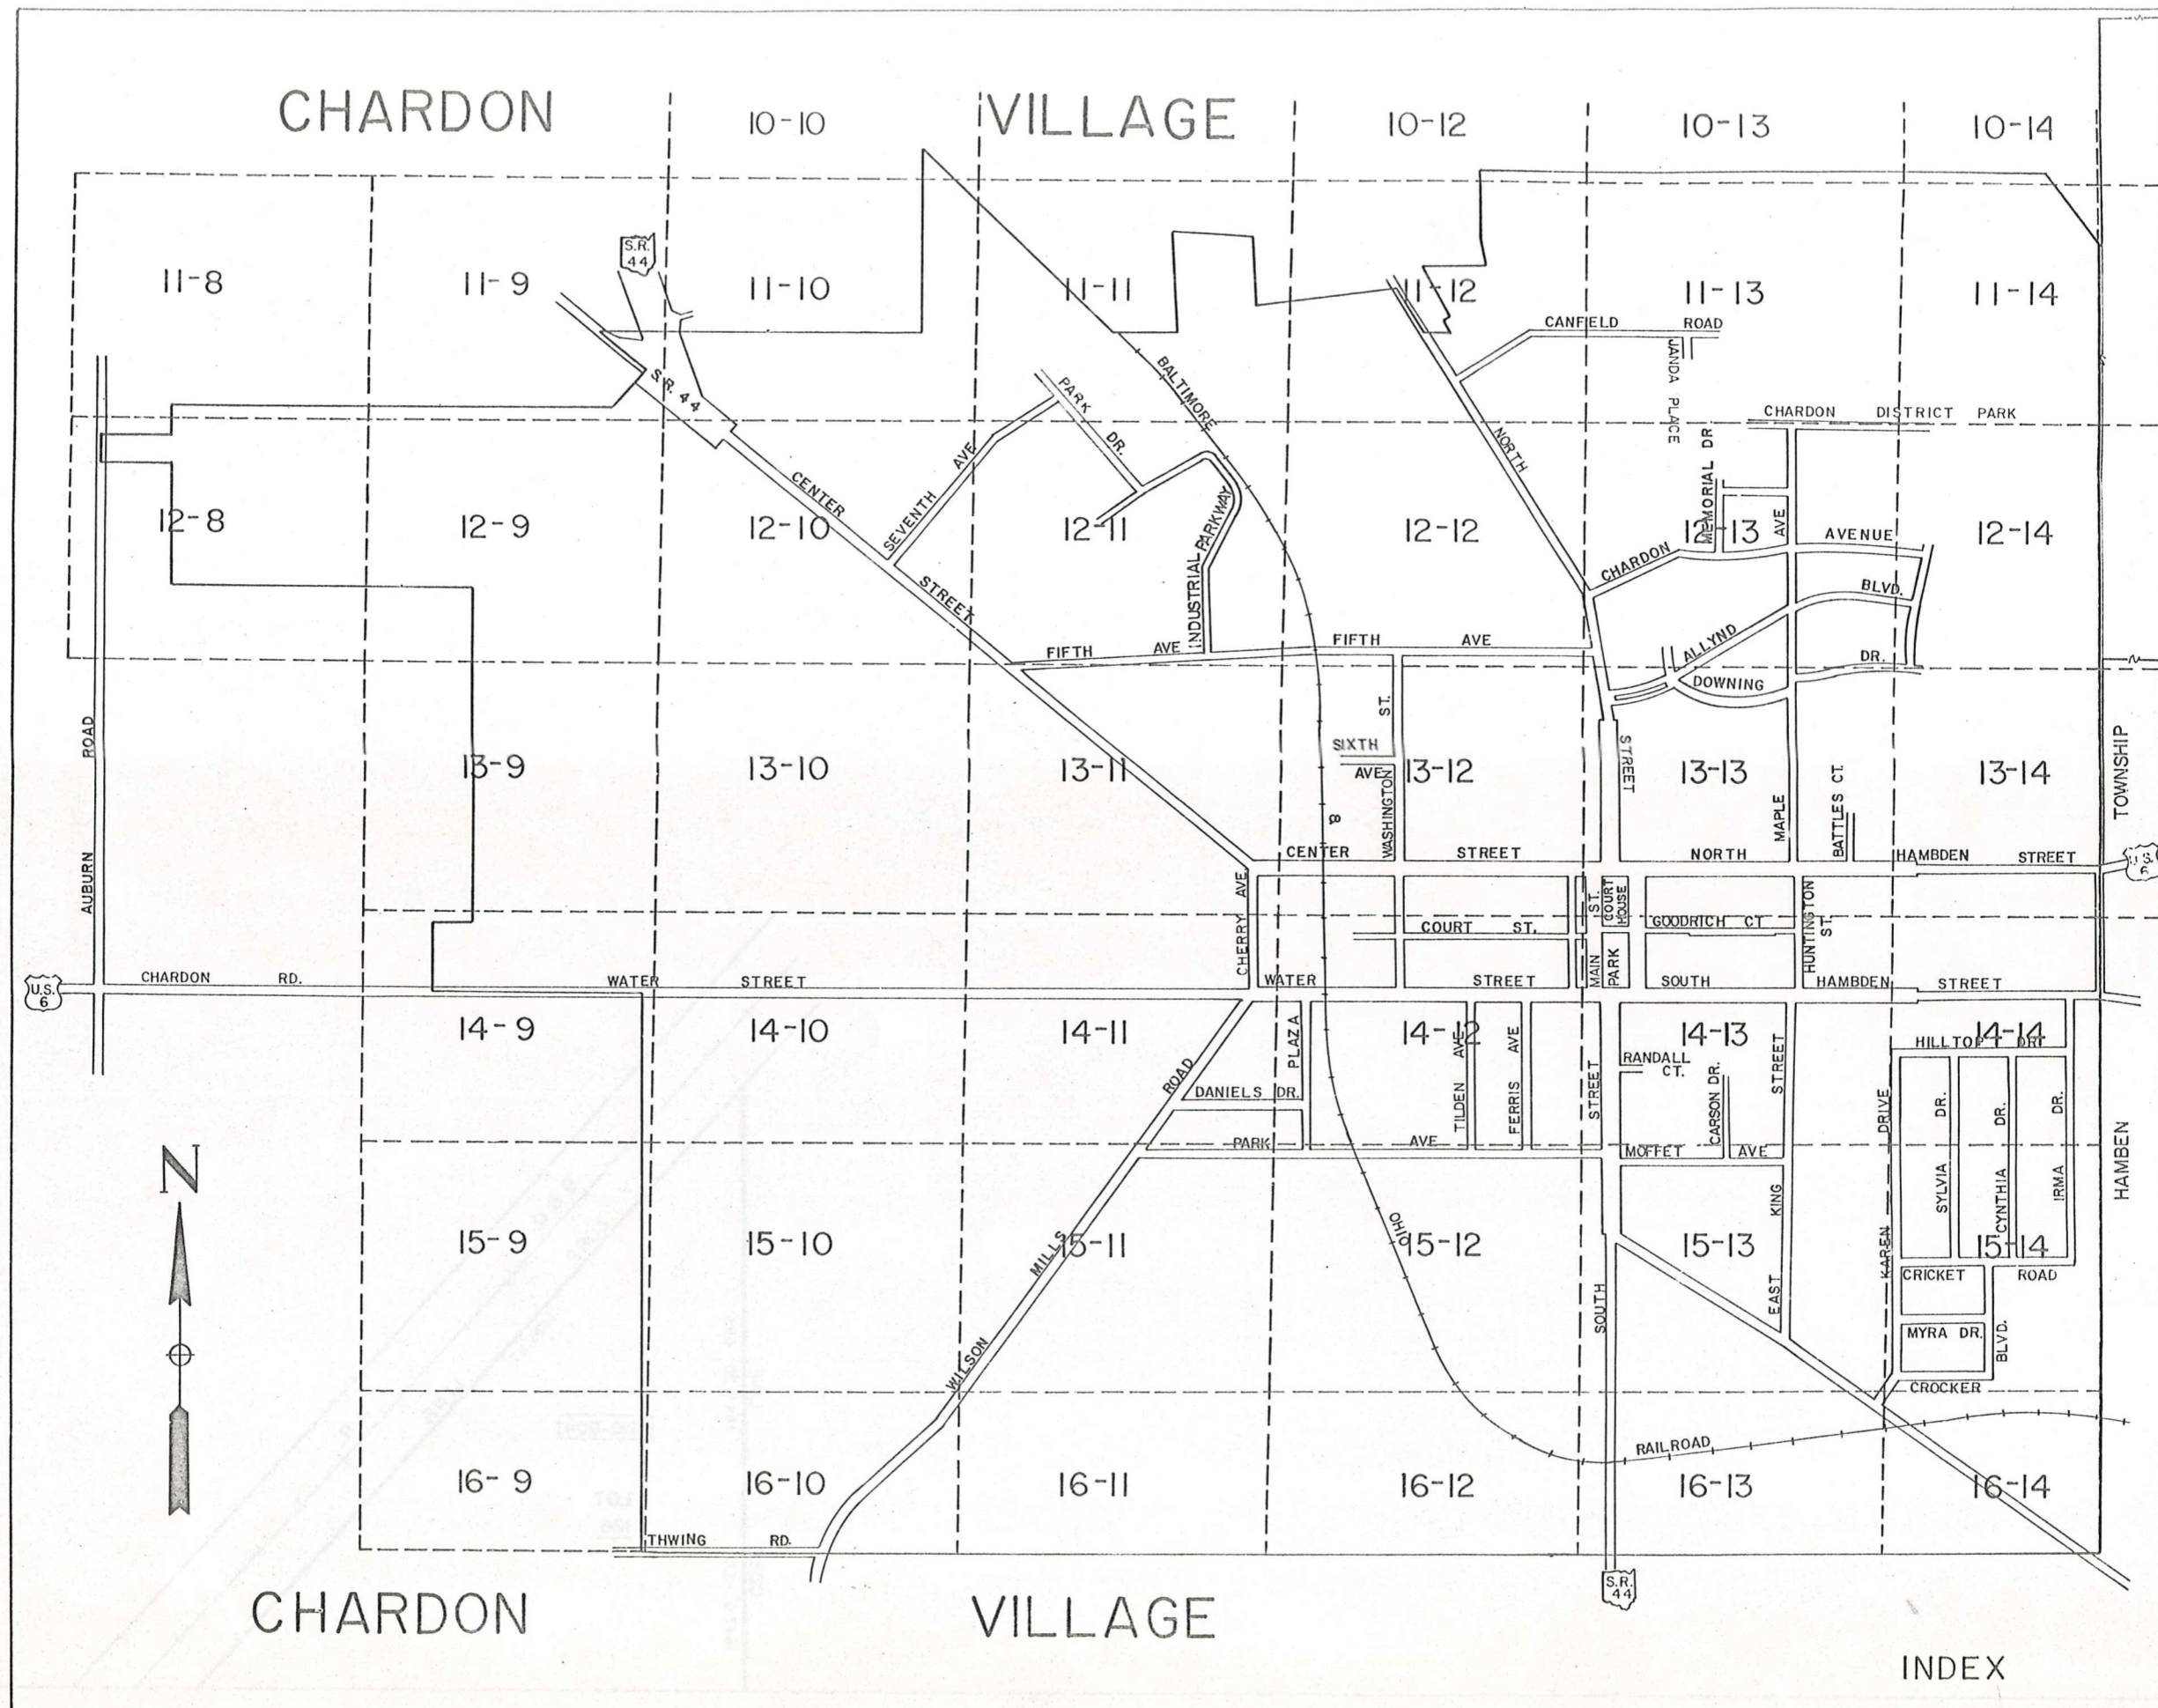 CHARDON VILLAGE
10-10 10-12 10-13 10-14
S.R. 44
11-8 11-9 11-10 11-11 11-12 11-13 11-14
CANFIELD ROAD
JANDA PLACE
S.R. 44
PARK DR.
BALTIMORE
CHARDON DISTRICT PARK
NORTH
MEMORIAL DR
CENTER
SEVENTH AVE
12-8 12-9 12-10 12-11 12-12 12-13 12-14
INDUSTRIAL PARKWAY
CHARDON AVENUE
AVE
STREET
BLVD.
ALLYND
FIFTH AVE FIFTH AVE
DR.
DOWNING
ROAD
ST.
SIXTH
AVE
STREET
TOWNSHIP
13-9 13-10 13-11 13-12 13-13 13-14
&
WASHINGTON
MAPLE
BATTLES CT.
CENTER STREET NORTH HAMBDEN STREET
U.S. 6
AUBURN
CHERRY AVE
ST.
COURT HOUSE
COURT ST.
GOODRICH CT
HUNTINGTON ST.
MAIN
PARK
U.S. 6
CHARDON RD. WATER STREET WATER STREET SOUTH HAMBDEN STREET
14-9 14-10 14-11 14-12 14-13 14-14
PLAZA
HILLTOP DR.
ROAD
RANDALL CT.
DANIELS DR.
TILDEN AVE
FERRIS AVE
STREET
CARSON DR.
STREET
DRIVE
DR.
DR.
DR.
PARK AVE
MOFFET AVE
HAMBEN
N
SYLVIA
CYNTHIA
IRMA
KING
OHIO
15-9 15-10 15-11 15-12 15-13 15-14
MILLS
KAREN
CRICKET ROAD
SOUTH
EAST
MYRA DR.
BLVD.
WILSON
CROCKER
RAILROAD
16-9 16-10 16-11 16-12 16-13 16-14
THWING RD.
S.R. 44
CHARDON VILLAGE
INDEX